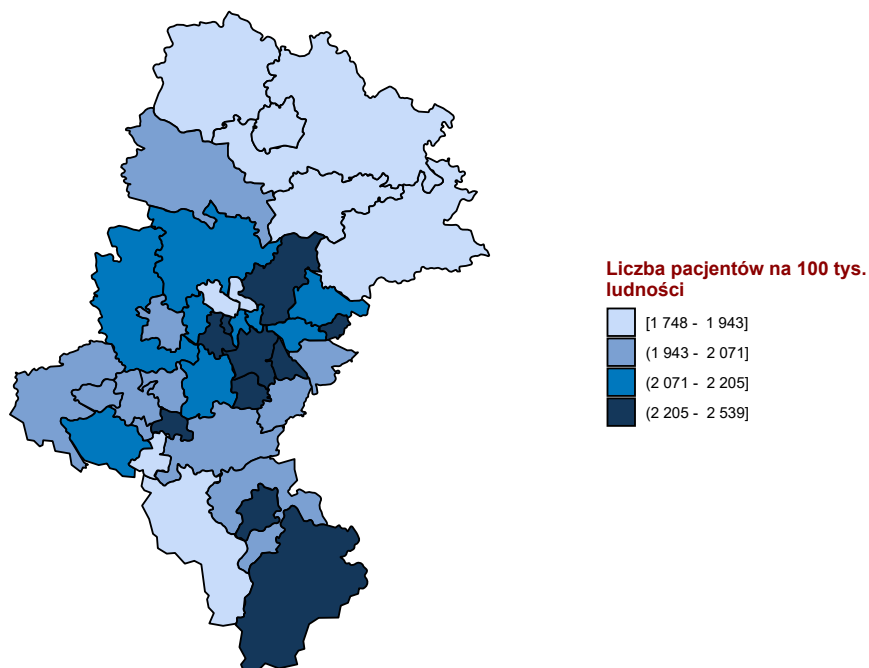 Liczba pacjentów na 100 tys.
ludności
[1 748 - 1 943]
(1 943 - 2 071]
(2 071 - 2 205]
(2 205 - 2 539]